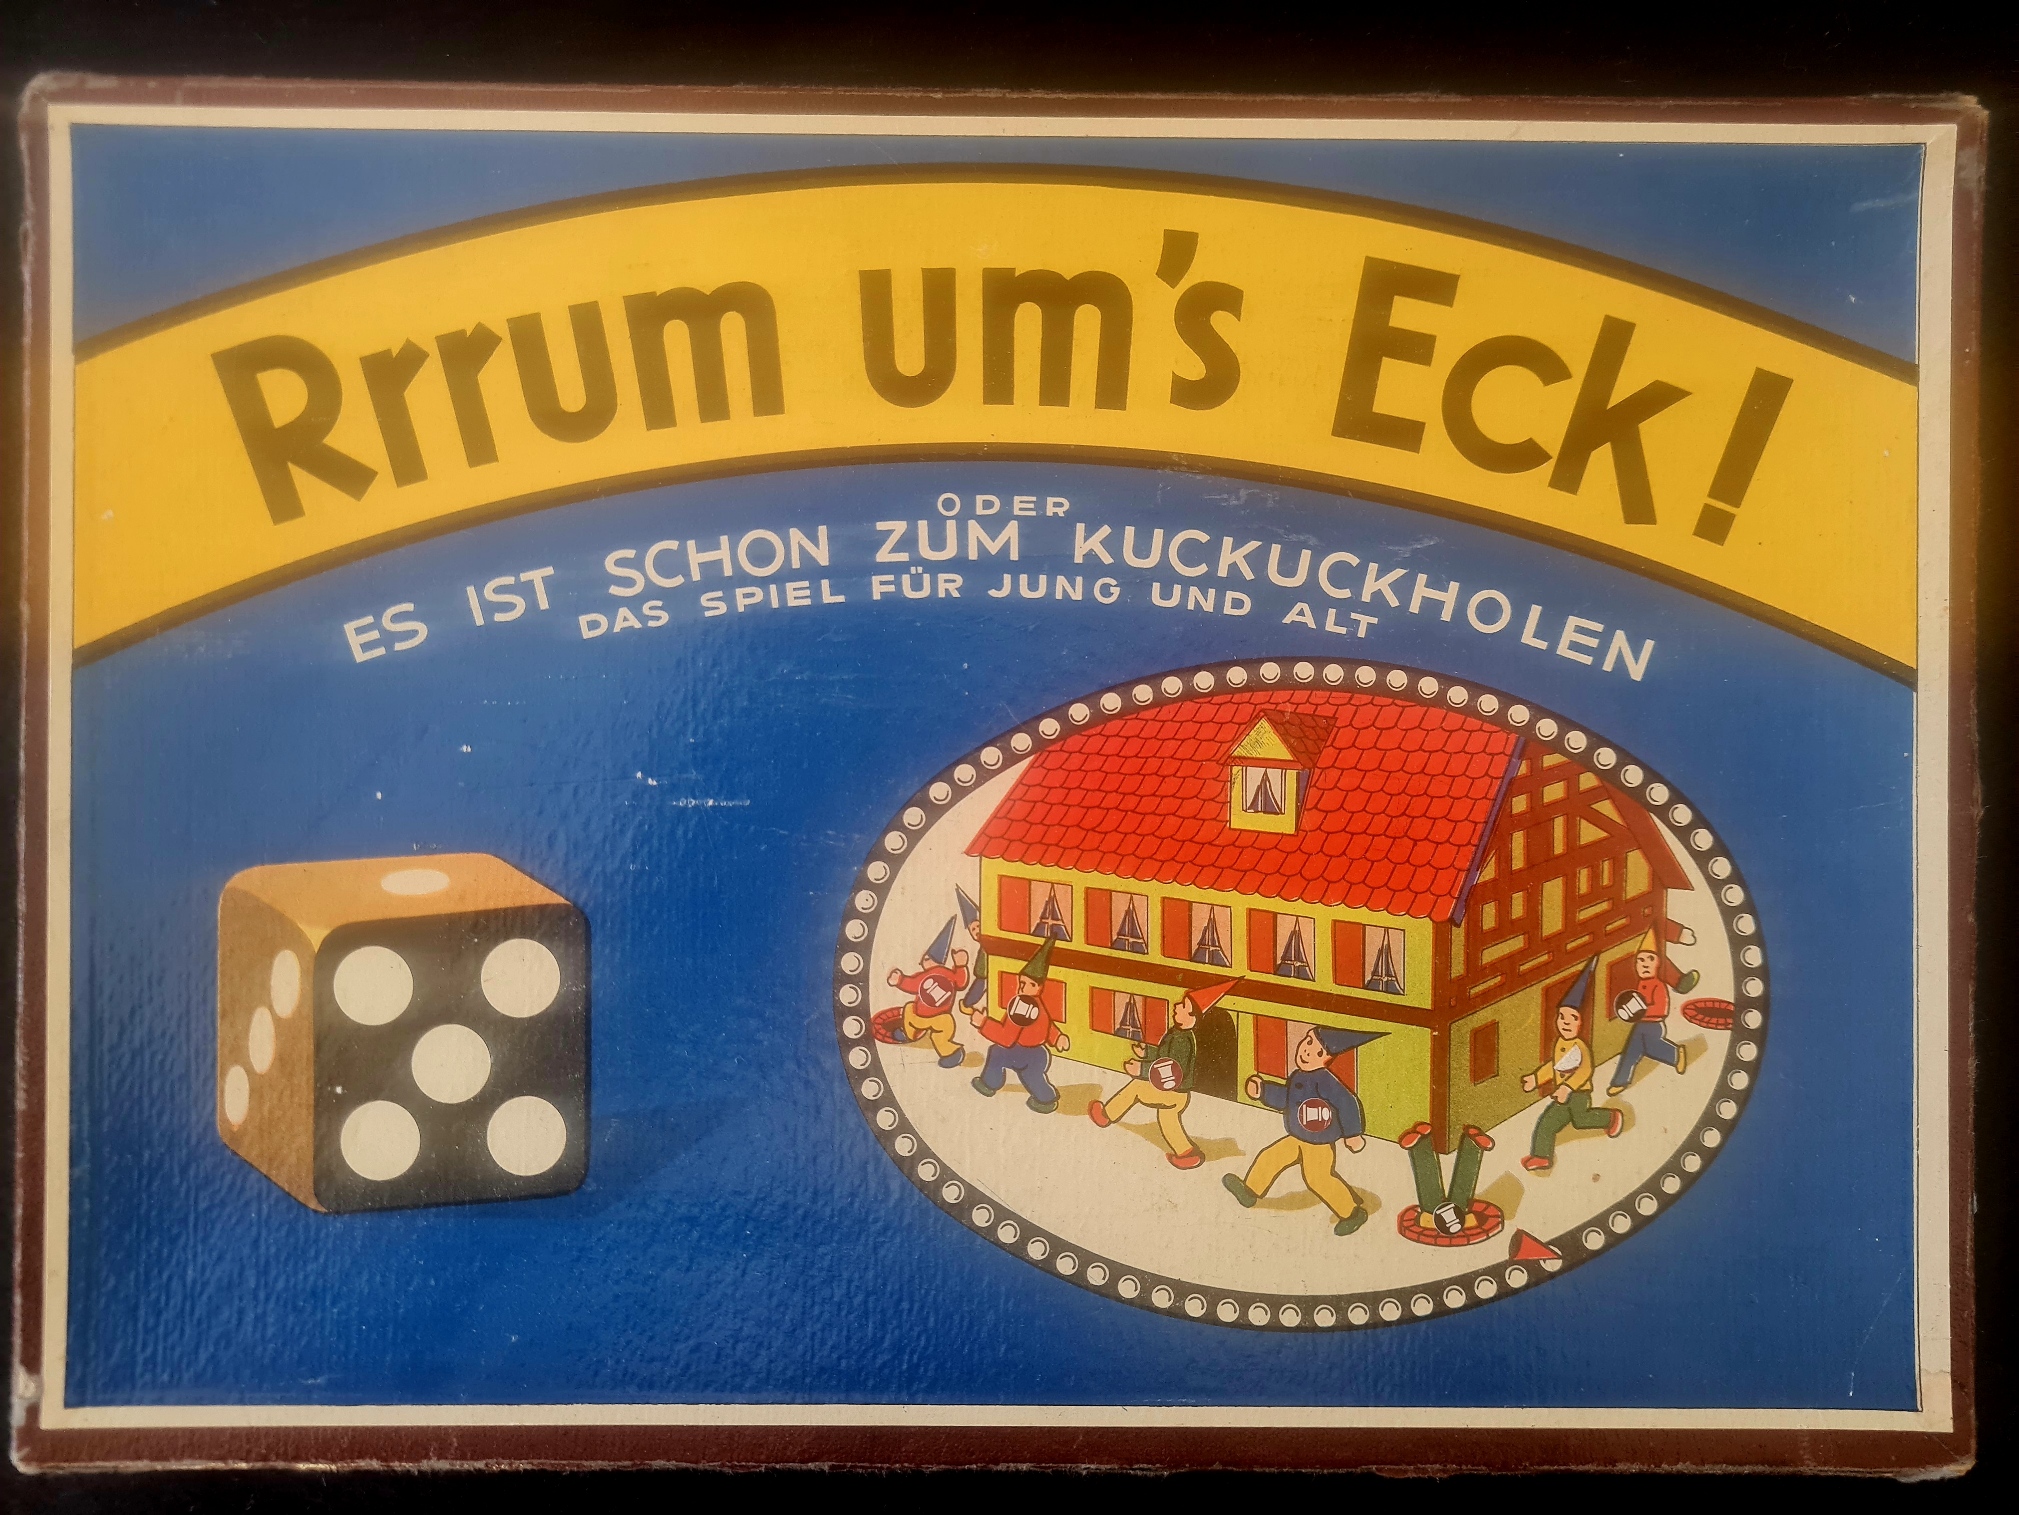 Rrrum um's Eck!
ODER
ES IST SCHON ZUM KUCKUCKHOLEN
DAS SPIEL FÜR JUNG UND ALT